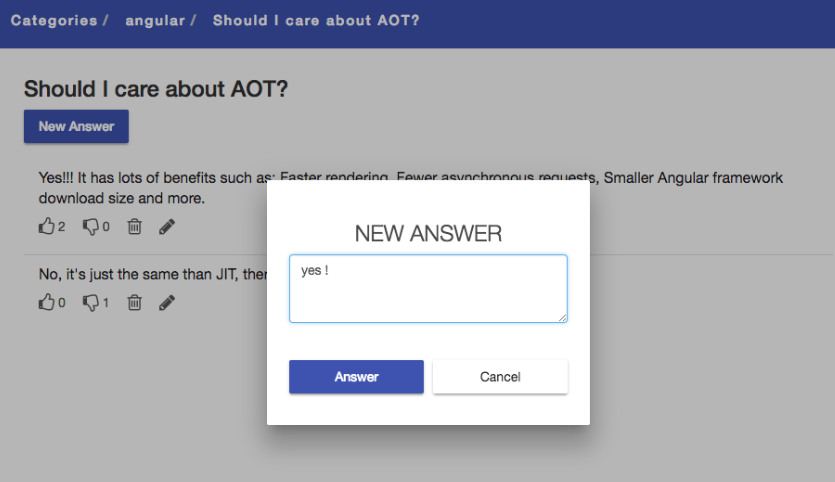 Categories / angular / Should I care about AOT?
Should I care about AOT?
New Answer
Yes!!! It has lots of benefits such as: Faster rendering, Fewer asynchronous requests, Smaller Angular framework
download size and more.
2 0
No, it's just the same than JIT,
0 1
NEW ANSWER
yes !
Answer Cancel